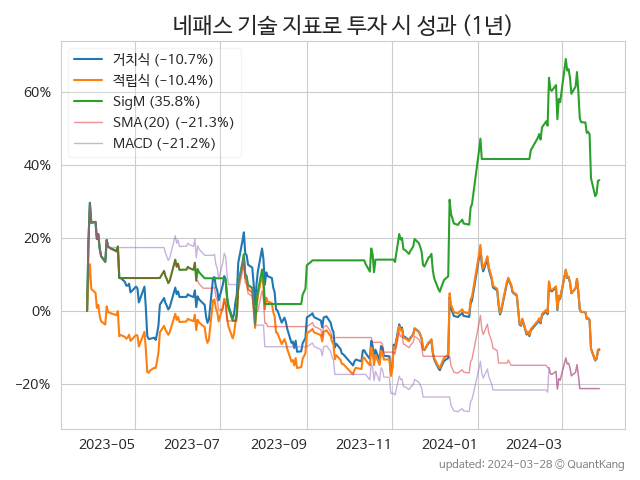 네패스 기술 지표로 투자 시 성과 (1년)
거치식 (−10.7%)
적립식 (−10.4%)
SigM (35.8%)
SMA(20) (−21.3%)
MACD (−21.2%)
60%
40%
20%
0%
−20%
2023-05 2023-07 2023-09 2023-11 2024-01 2024-03
updated: 2024-03-28 © QuantKang